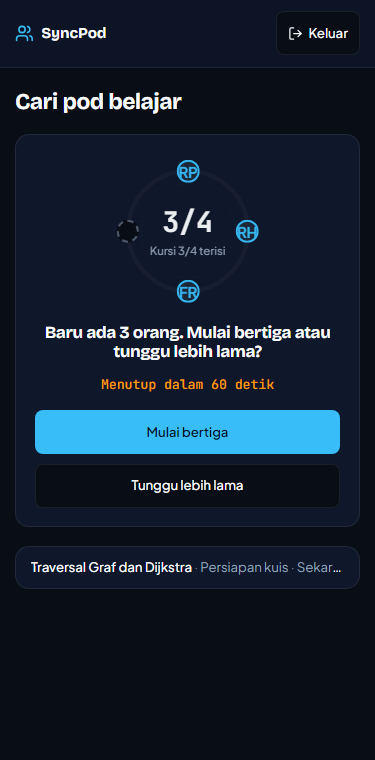 SyncPod
Keluar
Cari pod belajar
RP
3/4
Kursi 3/4 terisi
RH
FR
Baru ada 3 orang. Mulai bertiga atau
tunggu lebih lama?
Menutup dalam 60 detik
Mulai bertiga
Tunggu lebih lama
Traversal Graf dan Dijkstra · Persiapan kuis · Sekar...